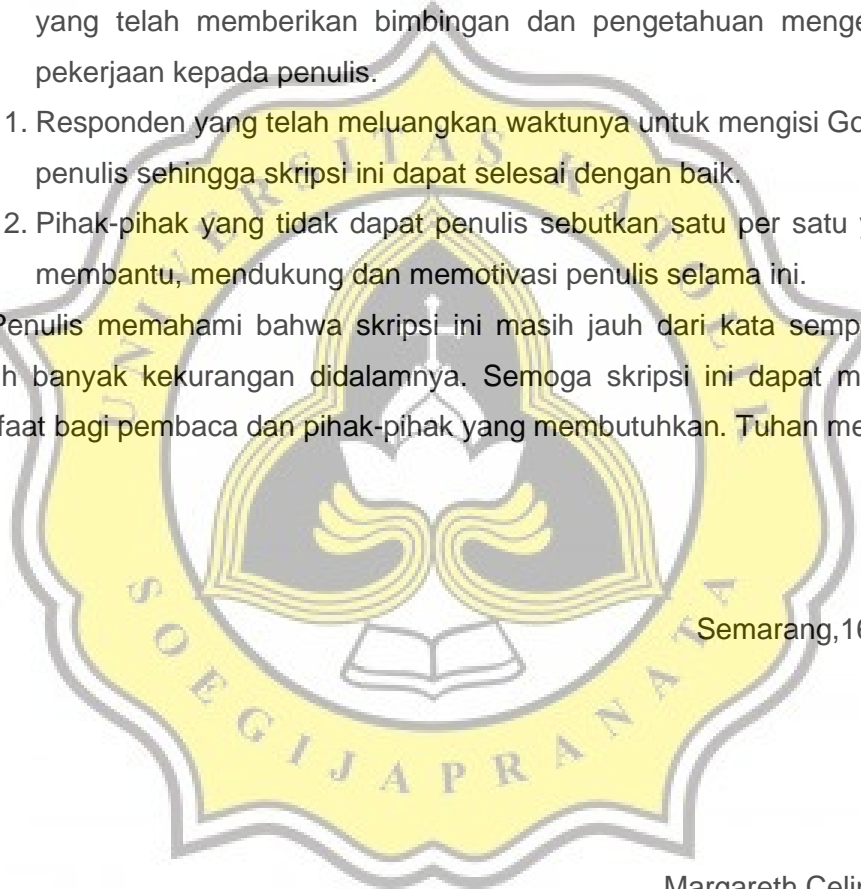 yang telah memberikan bimbingan dan pengetahuan menge
pekerjaan kepada penulis.
1. Responden yang telah meluangkan waktunya untuk mengisi Go
penulis sehingga skripsi ini dapat selesai dengan baik.
2. Pihak-pihak yang tidak dapat penulis sebutkan satu per satu
membantu, mendukung dan memotivasi penulis selama ini.
Penulis memahami bahwa skripsi ini masih jauh dari kata semp
h banyak kekurangan didalamnya. Semoga skripsi ini dapat m
faat bagi pembaca dan pihak-pihak yang membutuhkan. Tuhan me
Semarang,16
Margareth Celi
UNIVERSITAS KATOLIK
SOEGIJAPRANATA